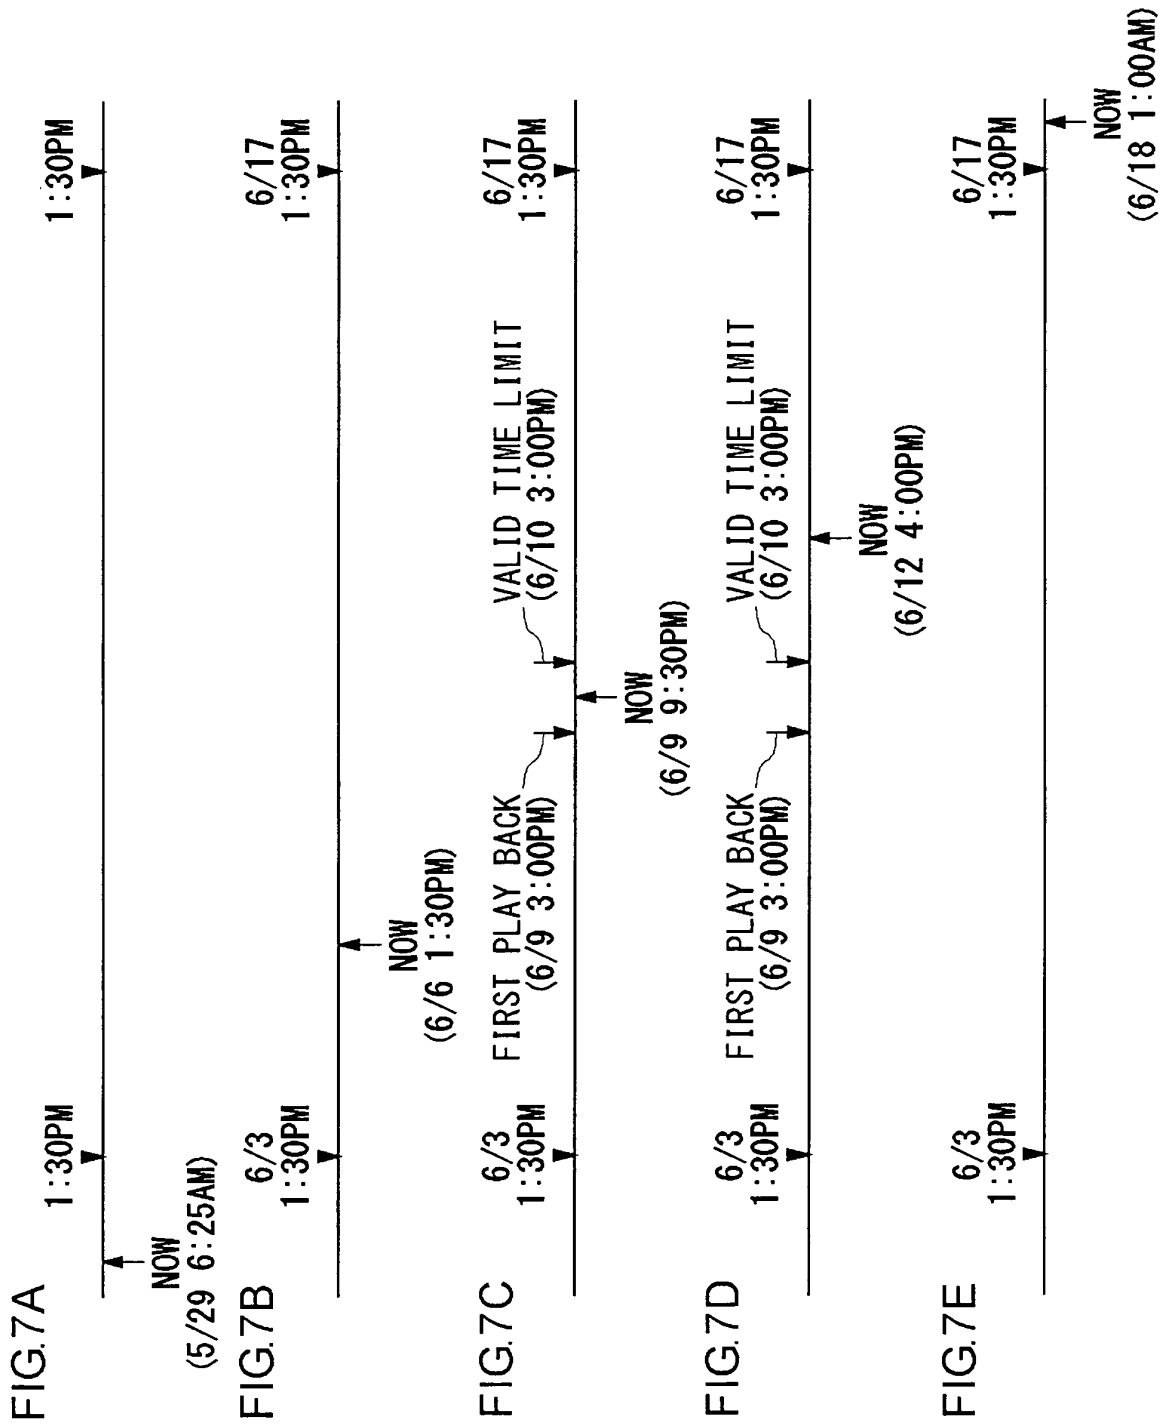 FIG.7A
1:30PM
1:30PM
NOW
(5/29 6:25AM)
FIG.7B
6/3
1:30PM
6/17
1:30PM
NOW
(6/6 1:30PM)
FIG.7C
6/3
1:30PM
FIRST PLAY BACK
(6/9 3:00PM)
VALID TIME LIMIT
(6/10 3:00PM)
6/17
1:30PM
NOW
(6/9 9:30PM)
FIG.7D
6/3
1:30PM
FIRST PLAY BACK
(6/9 3:00PM)
VALID TIME LIMIT
(6/10 3:00PM)
6/17
1:30PM
NOW
(6/12 4:00PM)
FIG.7E
6/3
1:30PM
6/17
1:30PM
NOW
(6/18 1:00AM)